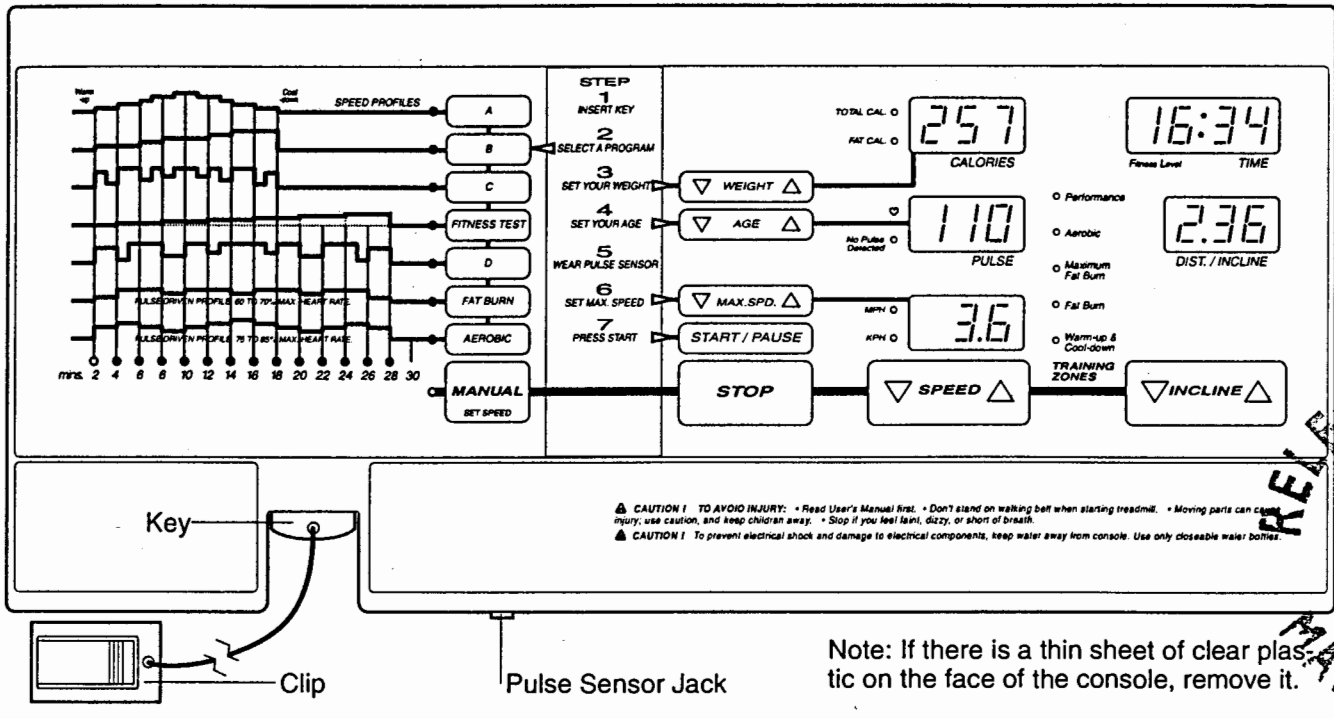 Warm
-up
Cool
-down
SPEED PROFILES
A
B
C
FITNESS TEST
D
PULSE DRIVEN PROFILE 60 TO 70% MAX. HEART RATE.
FAT BURN
PULSE DRIVEN PROFILE 75 TO 85% MAX. HEART RATE.
AEROBIC
mins. 2 4 6 8 10 12 14 16 18 20 22 24 26 28 30
MANUAL
SET SPEED
STEP
1
INSERT KEY
2
SELECT A PROGRAM
3
SET YOUR WEIGHT
4
SET YOUR AGE
5
WEAR PULSE SENSOR
6
SET MAX. SPEED
7
PRESS START
▽ WEIGHT △
▽ AGE △
▽ MAX.SPD. △
START / PAUSE
STOP
TOTAL CAL.
FAT CAL.
257
CALORIES
No Pulse
Detected
110
PULSE
MPH
KPH
3.6
▽ SPEED △
16:34
Fitness Level TIME
Performance
Aerobic
Maximum
Fat Burn
Fat Burn
Warm-up &
Cool-down
TRAINING
ZONES
2.36
DIST. / INCLINE
▽ INCLINE △
Key
⚠ CAUTION ! TO AVOID INJURY: • Read User's Manual first. • Don't stand on walking belt when starting treadmill. • Moving parts can cause
injury; use caution, and keep children away. • Stop if you feel faint, dizzy, or short of breath.
⚠ CAUTION ! To prevent electrical shock and damage to electrical components, keep water away from console. Use only closeable water bottles.
Clip
Pulse Sensor Jack
Note: If there is a thin sheet of clear plas-
tic on the face of the console, remove it.